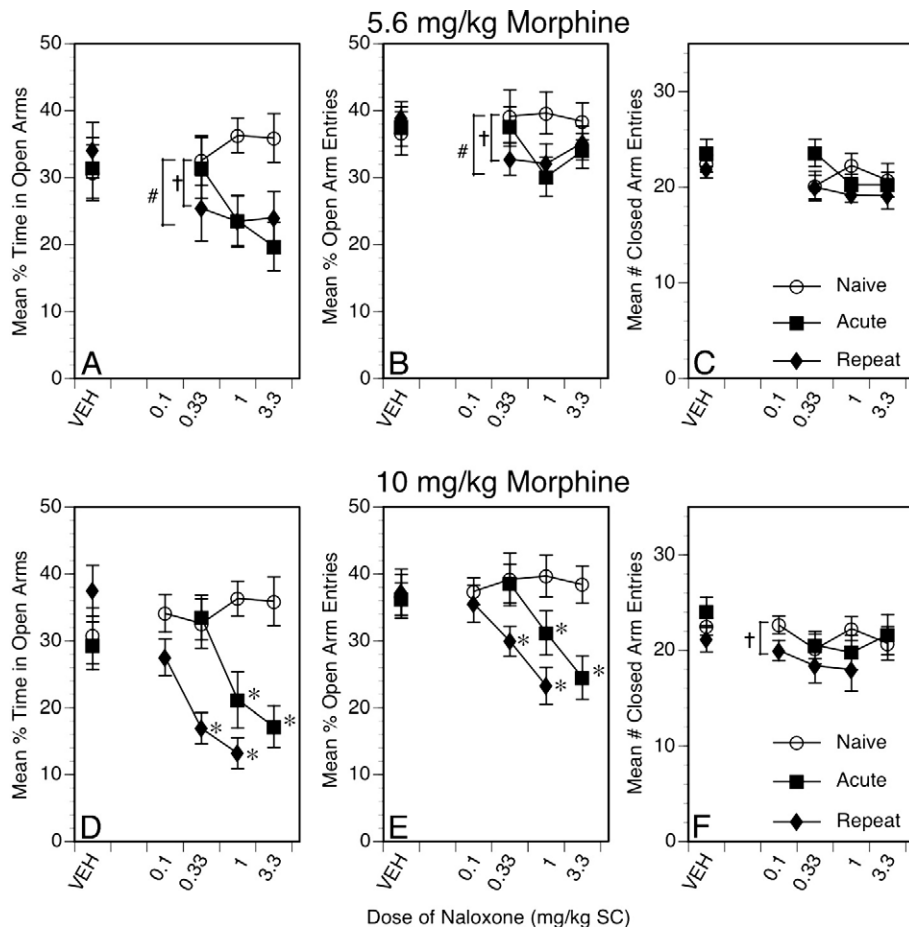 5.6 mg/kg Morphine
Mean % Time in Open Arms
50
40
30
20
10
0
#
†
A
VEH
0.1
0.33
1
3.3
Mean % Open Arm Entries
50
40
30
20
10
0
#
†
B
VEH
0.1
0.33
1
3.3
Mean # Closed Arm Entries
30
20
10
0
Naive
Acute
Repeat
C
VEH
0.1
0.33
1
3.3
10 mg/kg Morphine
Mean % Time in Open Arms
50
40
30
20
10
0
*
*
*
*
D
VEH
0.1
0.33
1
3.3
Mean % Open Arm Entries
50
40
30
20
10
0
*
*
*
*
E
VEH
0.1
0.33
1
3.3
Mean # Closed Arm Entries
30
20
10
0
†
Naive
Acute
Repeat
F
VEH
0.1
0.33
1
3.3
Dose of Naloxone (mg/kg SC)